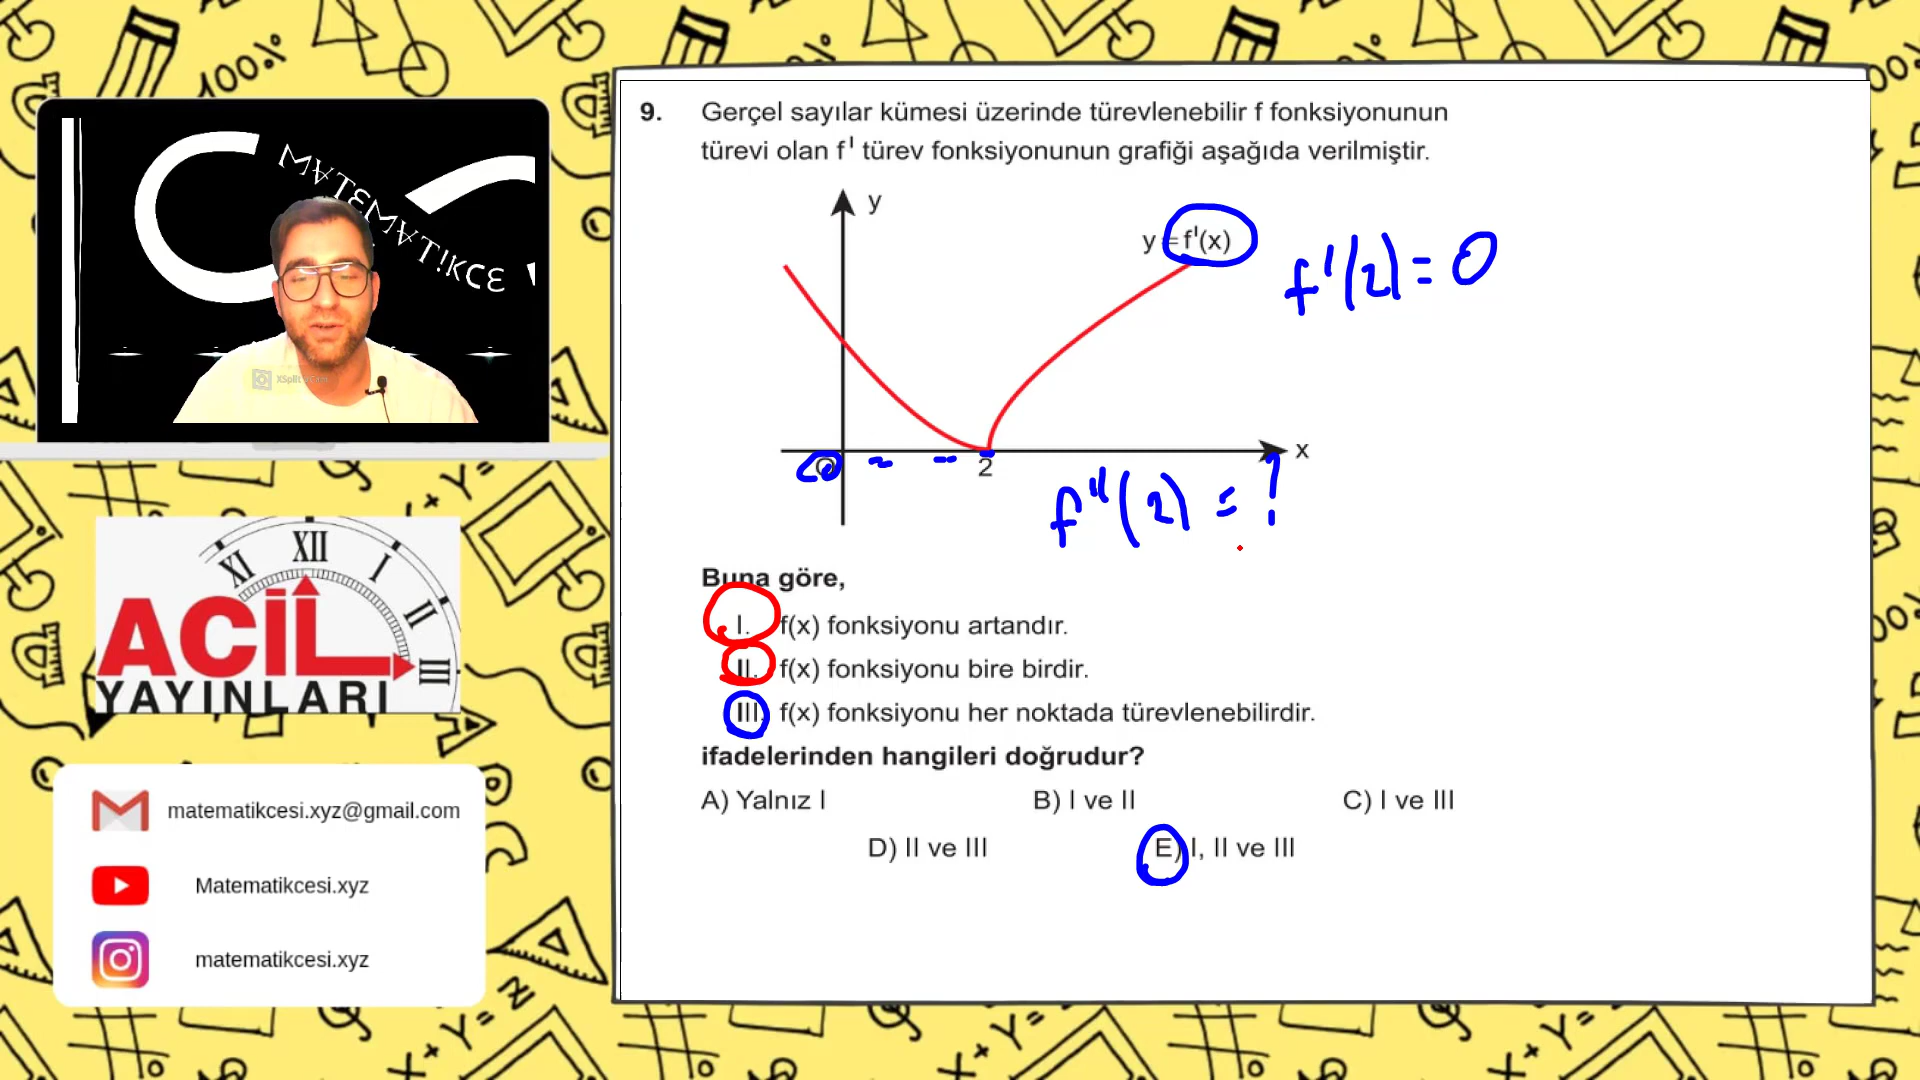 100%
MATEMATİKCE
XSplit
XII
XI
I
II
III
ACİL
YAYINLARI
matematikcesi.xyz@gmail.com
Matematikcesi.xyz
matematikcesi.xyz
9. Gerçel sayılar kümesi üzerinde türevlenebilir f fonksiyonunun
türevi olan f' türev fonksiyonunun grafiği aşağıda verilmiştir.
y
y = f'(x)
f'(2) = 0
x
O
2
f''(2) = ?
Buna göre,
I. f(x) fonksiyonu artandır.
II. f(x) fonksiyonu bire birdir.
III. f(x) fonksiyonu her noktada türevlenebilirdir.
ifadelerinden hangileri doğrudur?
A) Yalnız I B) I ve II C) I ve III
D) II ve III E) I, II ve III